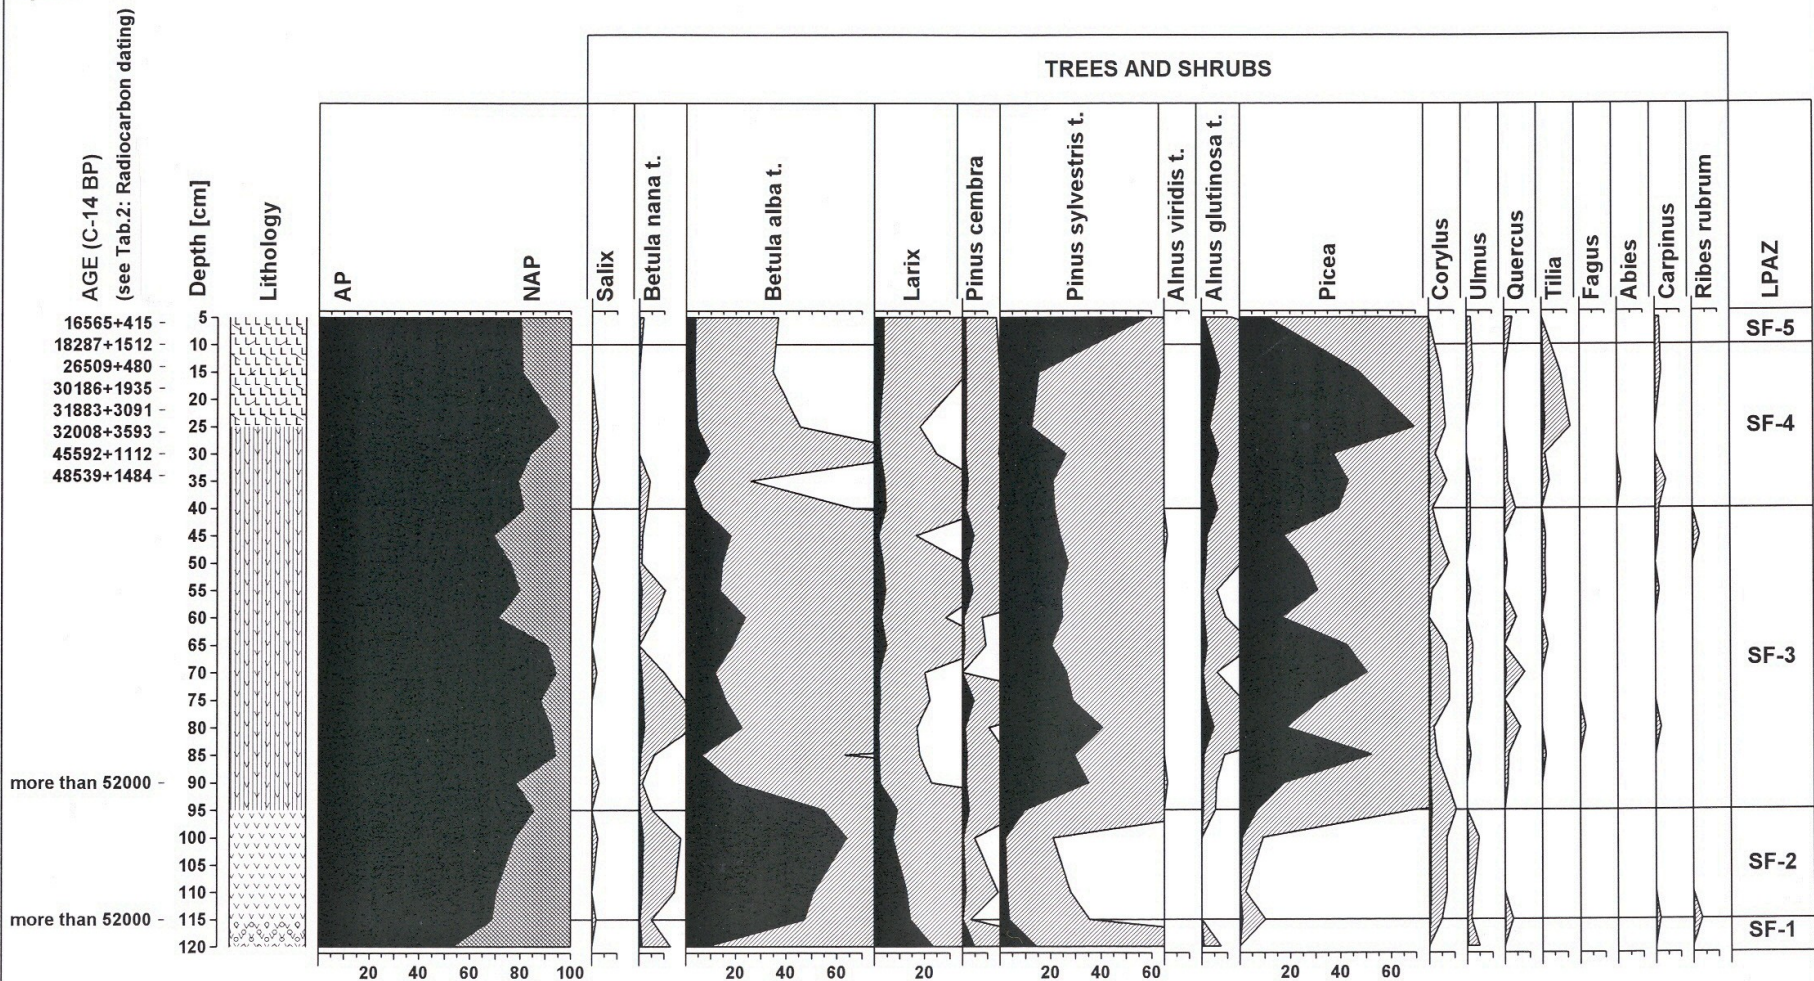 TREES AND SHRUBS
AGE (C-14 BP)
(see Tab.2: Radiocarbon dating)
Depth [cm]
Lithology
AP
NAP
Salix
Betula nana t.
Betula alba t.
Larix
Pinus cembra
Pinus sylvestris t.
Alnus viridis t.
Alnus glutinosa t.
Picea
Corylus
Ulmus
Quercus
Tilia
Fagus
Abies
Carpinus
Ribes rubrum
LPAZ
16565+415
18287+1512
26509+480
30186+1935
31883+3091
32008+3593
45592+1112
48539+1484
more than 52000
more than 52000
5
10
15
20
25
30
35
40
45
50
55
60
65
70
75
80
85
90
95
100
105
110
115
120
SF-5
SF-4
SF-3
SF-2
SF-1
20 40 60 80 100 20 40 60 20 20 40 60 20 40 60